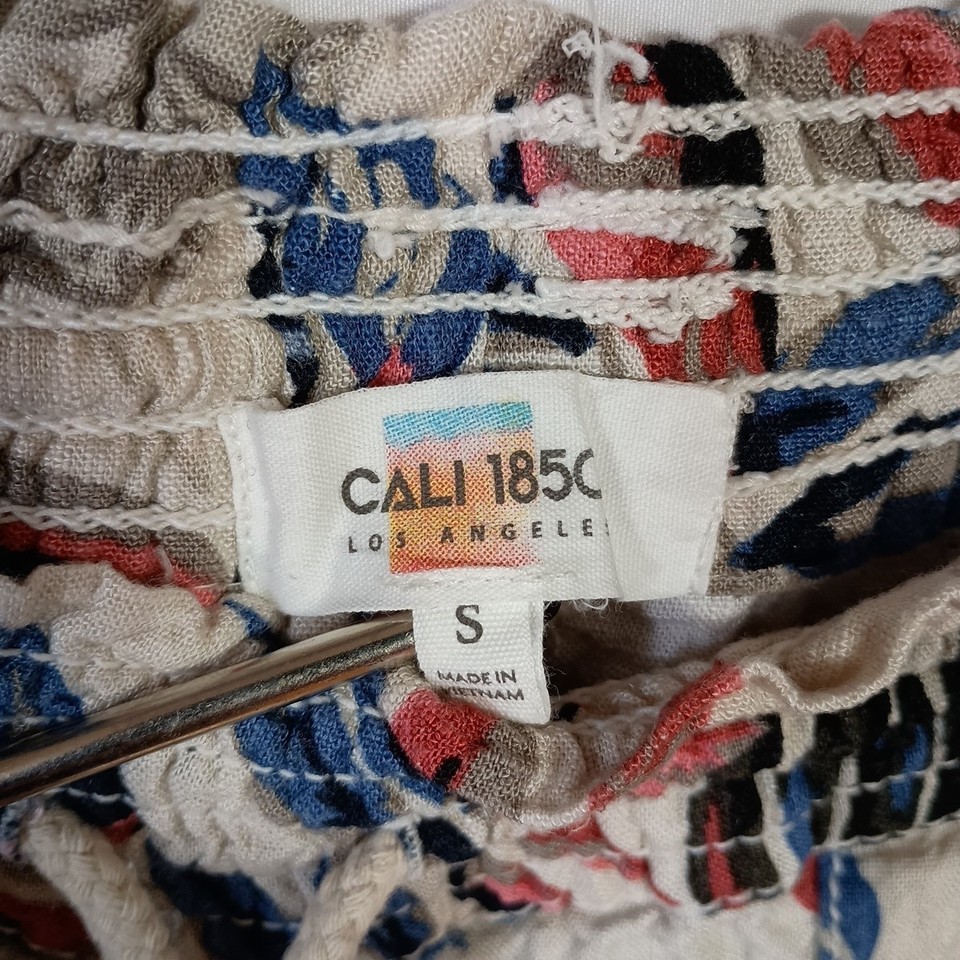 CALI 1850
LOS ANGELES
S
MADE IN
VIETNAM